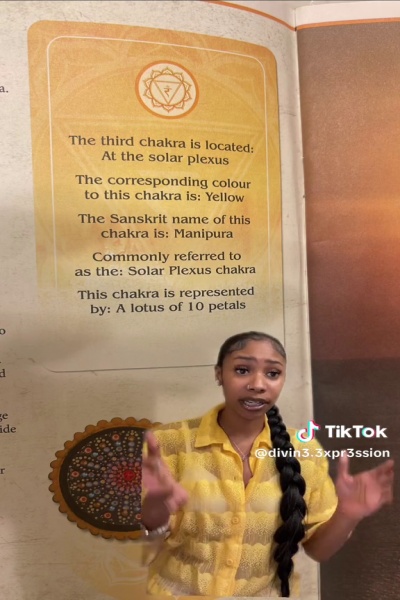 a.
The third chakra is located:
At the solar plexus
The corresponding colour
to this chakra is: Yellow
The Sanskrit name of this
chakra is: Manipura
Commonly referred to
as the: Solar Plexus chakra
This chakra is represented
by: A lotus of 10 petals
TikTok
@divin3.3xpr3ssion